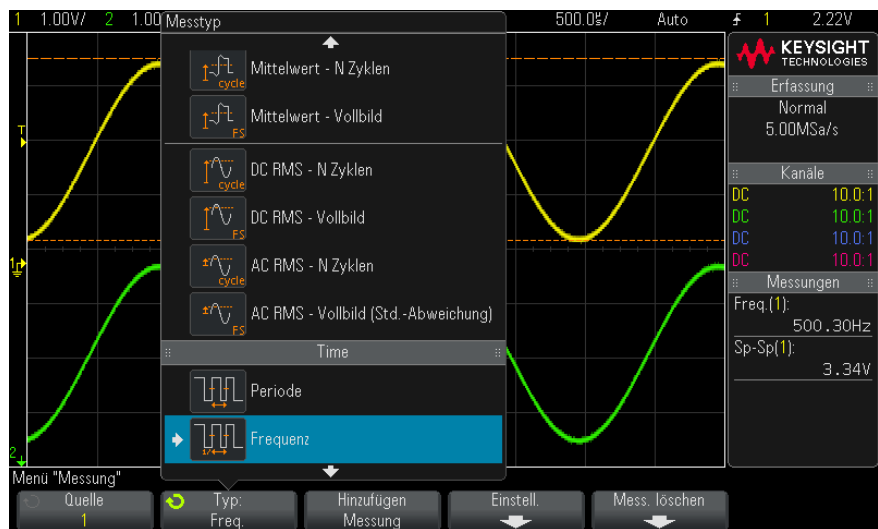 1 1.00V/ 2 1.00 500.0㎲/ Auto 1 2.22V
Messtyp
Mittelwert - N Zyklen
cycle
Mittelwert - Vollbild
FS
DC RMS - N Zyklen
cycle
DC RMS - Vollbild
FS
AC RMS - N Zyklen
cycle
AC RMS - Vollbild (Std.-Abweichung)
FS
Time
Periode
1/
Frequenz
T
1
2
KEYSIGHT
TECHNOLOGIES
Erfassung
Normal
5.00MSa/s
Kanäle
DC 10.0:1
DC 10.0:1
DC 10.0:1
DC 10.0:1
Messungen
Freq.(1):
500.30Hz
Sp-Sp(1):
3.34V
Menü "Messung"
Quelle
1
Typ:
Freq.
Hinzufügen
Messung
Einstell.
Mess. löschen